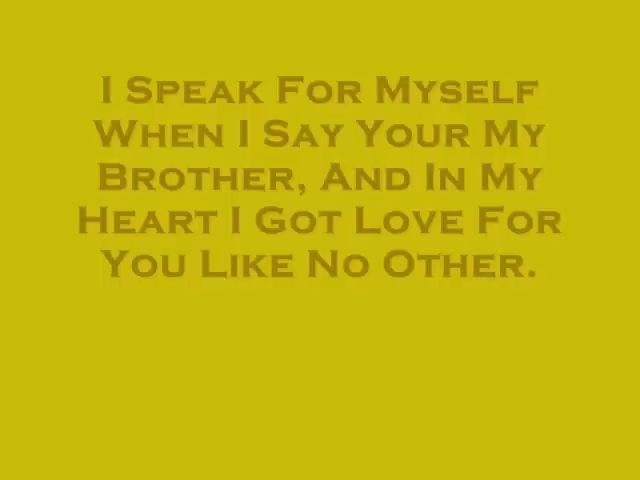 I Speak For Myself
When I Say Your My
Brother, And In My
Heart I Got Love For
You Like No Other.